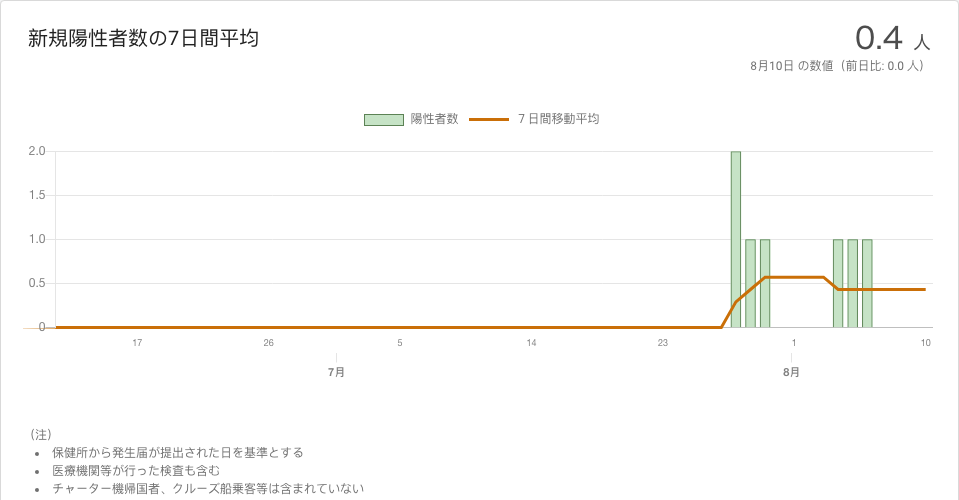 新規陽性者数の7日間平均
0.4 人
8月10日 の数値（前日比: 0.0 人）
陽性者数 7 日間移動平均
2.0
1.5
1.0
0.5
0
17 26 5 14 23 1 10
7月 8月
（注）
• 保健所から発生届が提出された日を基準とする
• 医療機関等が行った検査も含む
• チャーター機帰国者、クルーズ船乗客等は含まれていない